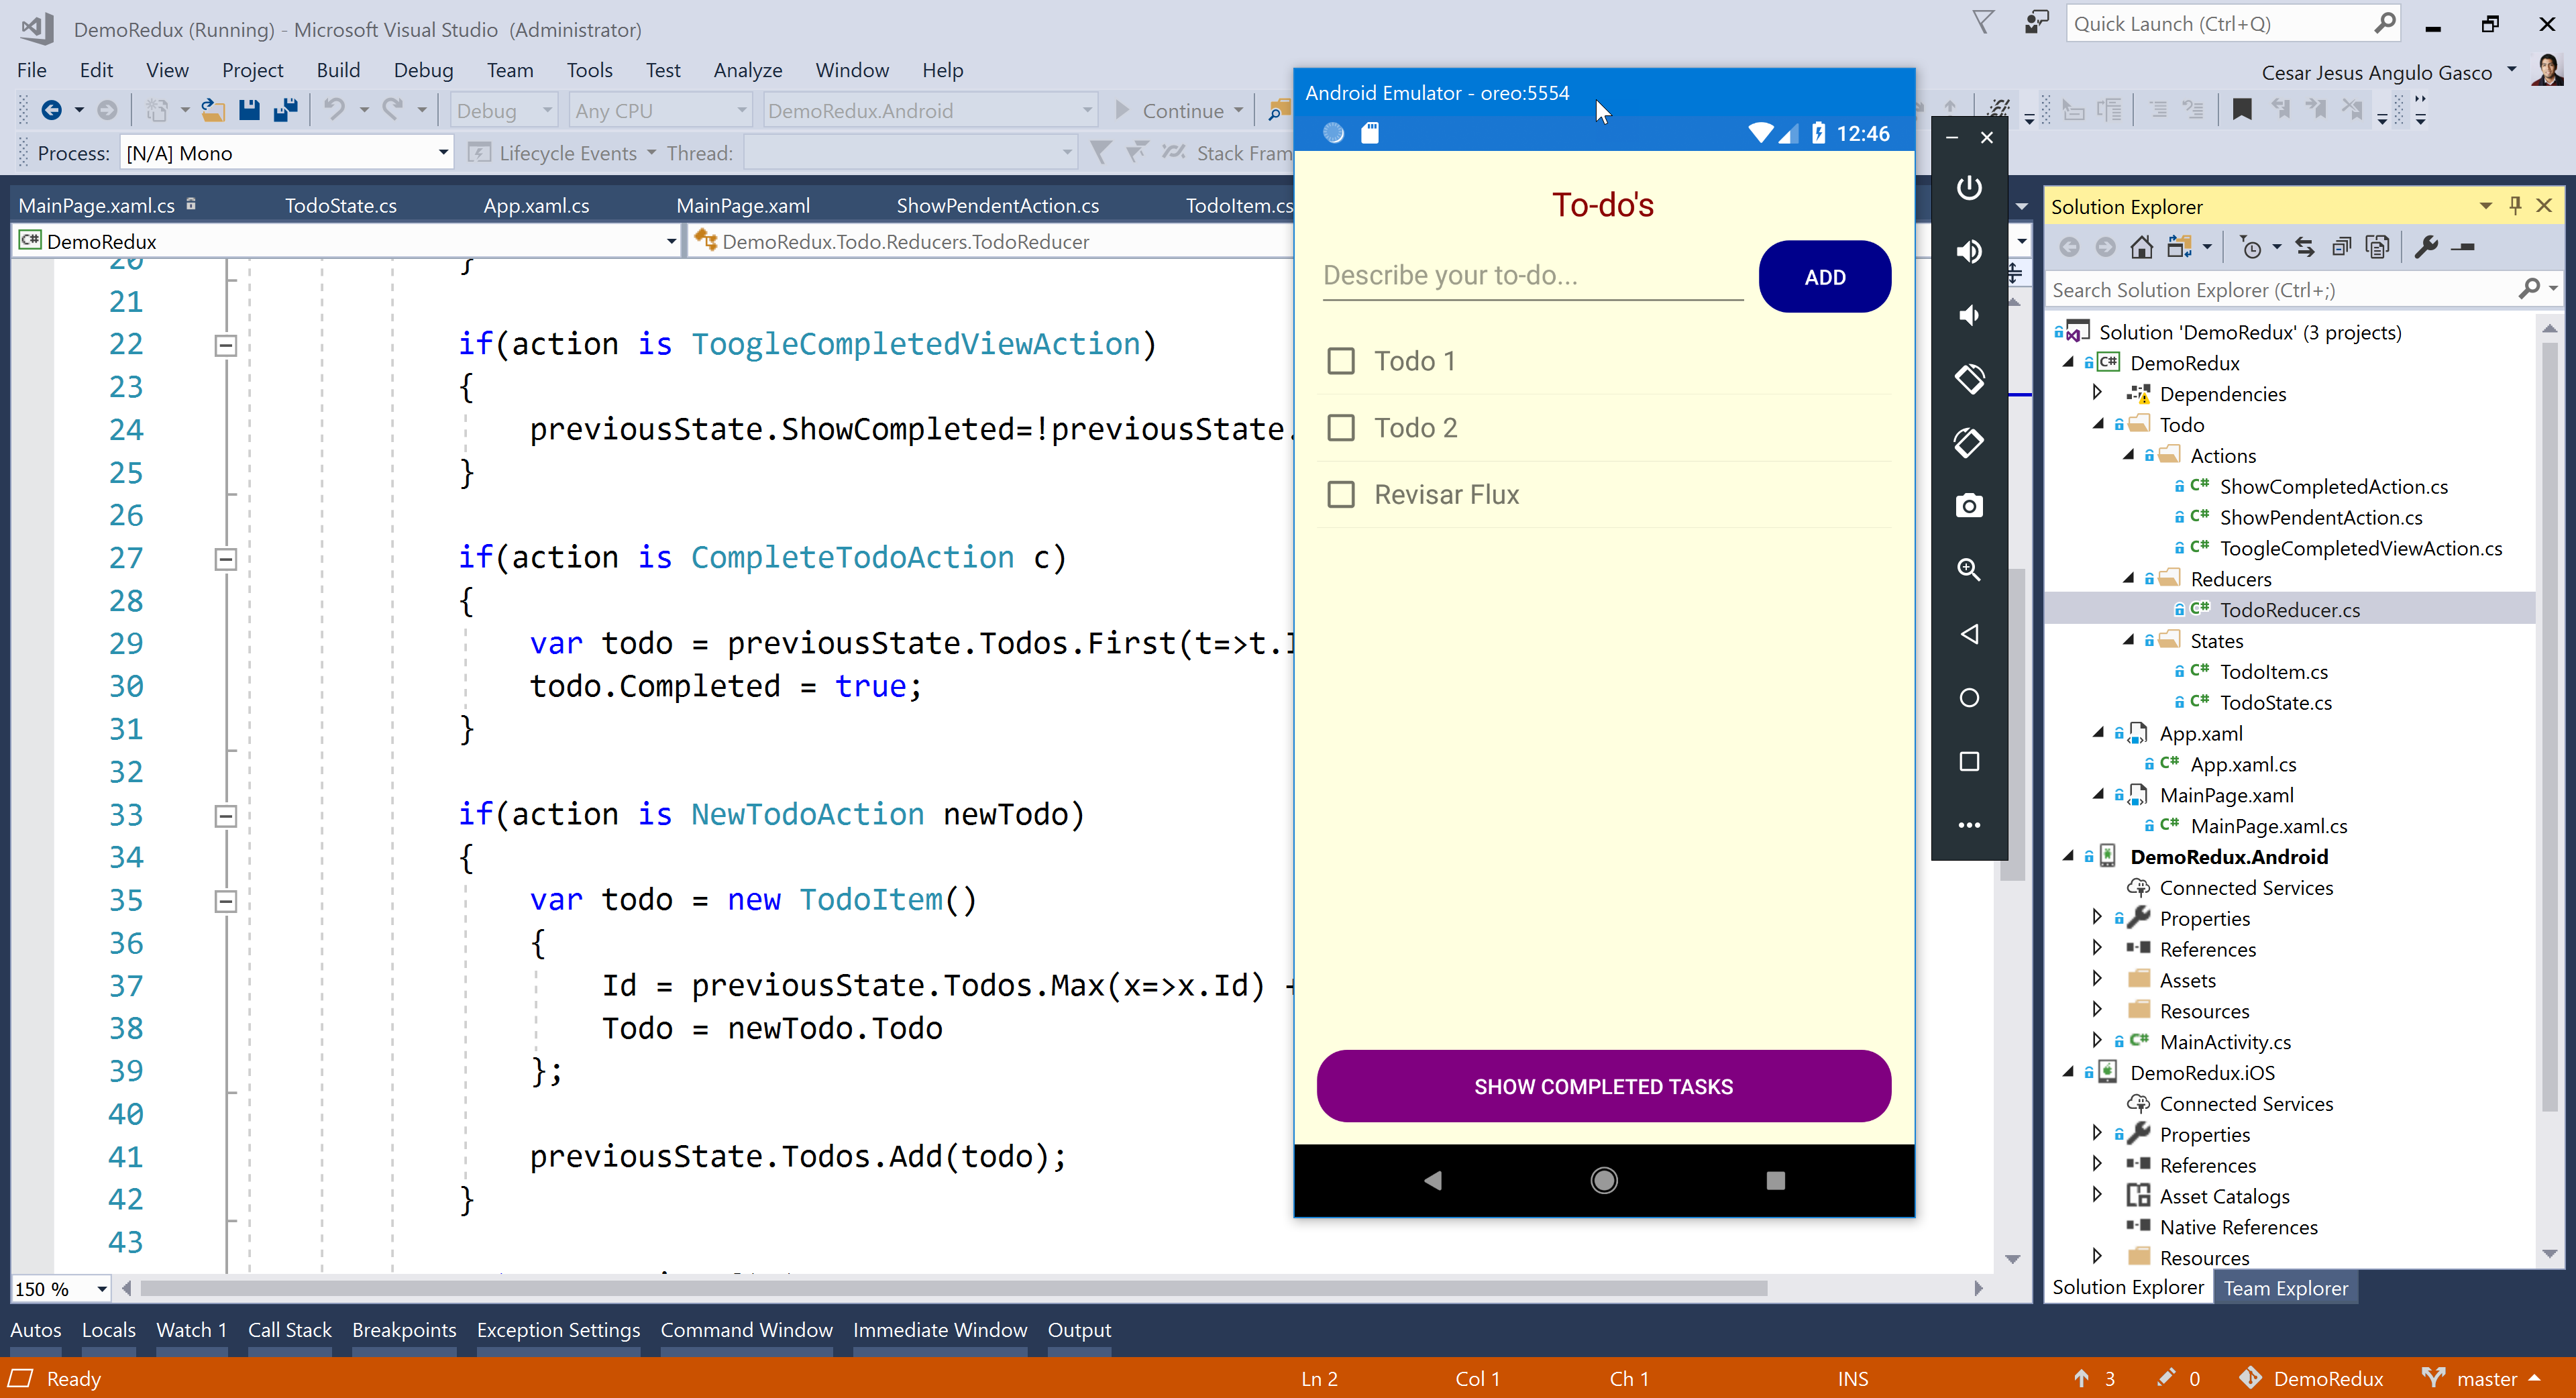 DemoRedux (Running) - Microsoft Visual Studio (Administrator)
Quick Launch (Ctrl+Q)
File Edit View Project Build Debug Team Tools Test Analyze Window Help
Cesar Jesus Angulo Gasco
Debug Any CPU DemoRedux.Android Continue
Process: [N/A] Mono Lifecycle Events Thread: Stack Fram
MainPage.xaml.cs TodoState.cs App.xaml.cs MainPage.xaml ShowPendentAction.cs TodoItem.cs
C# DemoRedux DemoRedux.Todo.Reducers.TodoReducer
20 }
21
22 if(action is ToogleCompletedViewAction)
23 {
24 previousState.ShowCompleted=!previousState.
25 }
26
27 if(action is CompleteTodoAction c)
28 {
29 var todo = previousState.Todos.First(t=>t.
30 todo.Completed = true;
31 }
32
33 if(action is NewTodoAction newTodo)
34 {
35 var todo = new TodoItem()
36 {
37 Id = previousState.Todos.Max(x=>x.Id) +
38 Todo = newTodo.Todo
39 };
40
41 previousState.Todos.Add(todo);
42 }
43
150 %
Android Emulator - oreo:5554
12:46
To-do's
Describe your to-do...
ADD
Todo 1
Todo 2
Revisar Flux
SHOW COMPLETED TASKS
Solution Explorer
Search Solution Explorer (Ctrl+;)
Solution 'DemoRedux' (3 projects)
C# DemoRedux
Dependencies
Todo
Actions
C# ShowCompletedAction.cs
C# ShowPendentAction.cs
C# ToogleCompletedViewAction.cs
Reducers
C# TodoReducer.cs
States
C# TodoItem.cs
C# TodoState.cs
App.xaml
C# App.xaml.cs
MainPage.xaml
C# MainPage.xaml.cs
DemoRedux.Android
Connected Services
Properties
References
Assets
Resources
C# MainActivity.cs
DemoRedux.iOS
Connected Services
Properties
References
Asset Catalogs
Native References
Resources
Solution Explorer Team Explorer
Autos Locals Watch 1 Call Stack Breakpoints Exception Settings Command Window Immediate Window Output
Ready Ln 2 Col 1 Ch 1 INS 3 0 DemoRedux master